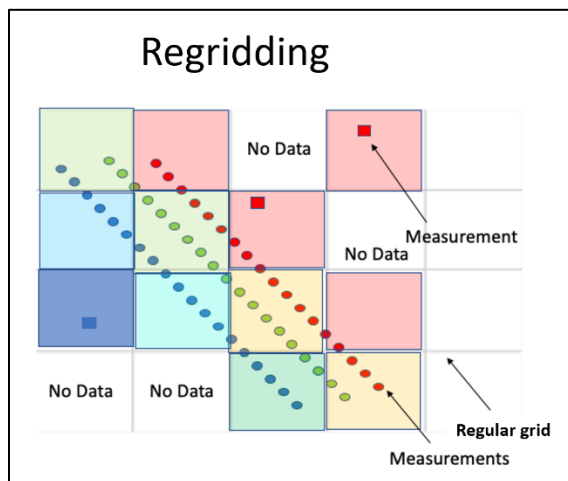 Regridding
No Data
Measurement
No Data
No Data
No Data
Regular grid
Measurements